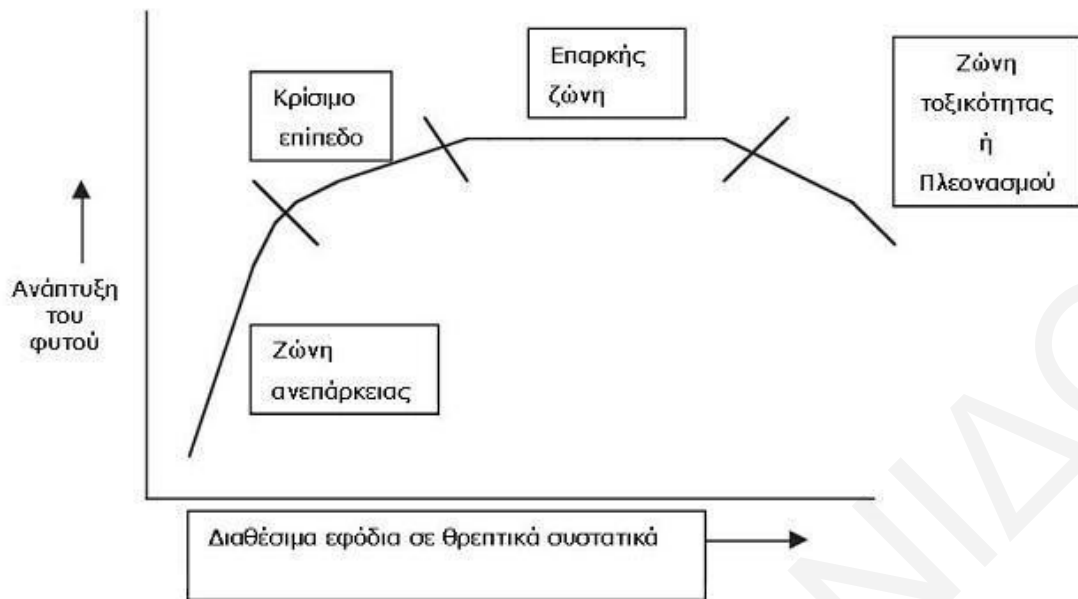 Επαρκής
ζώνη
Ζώνη
τοξικότητας
ή
Πλεονασμού
Κρίσιμο
επίπεδο
Ανάπτυξη
του
φυτού
Ζώνη
ανεπάρκειας
Διαθέσιμα εφόδια σε θρεπτικά συστατικά